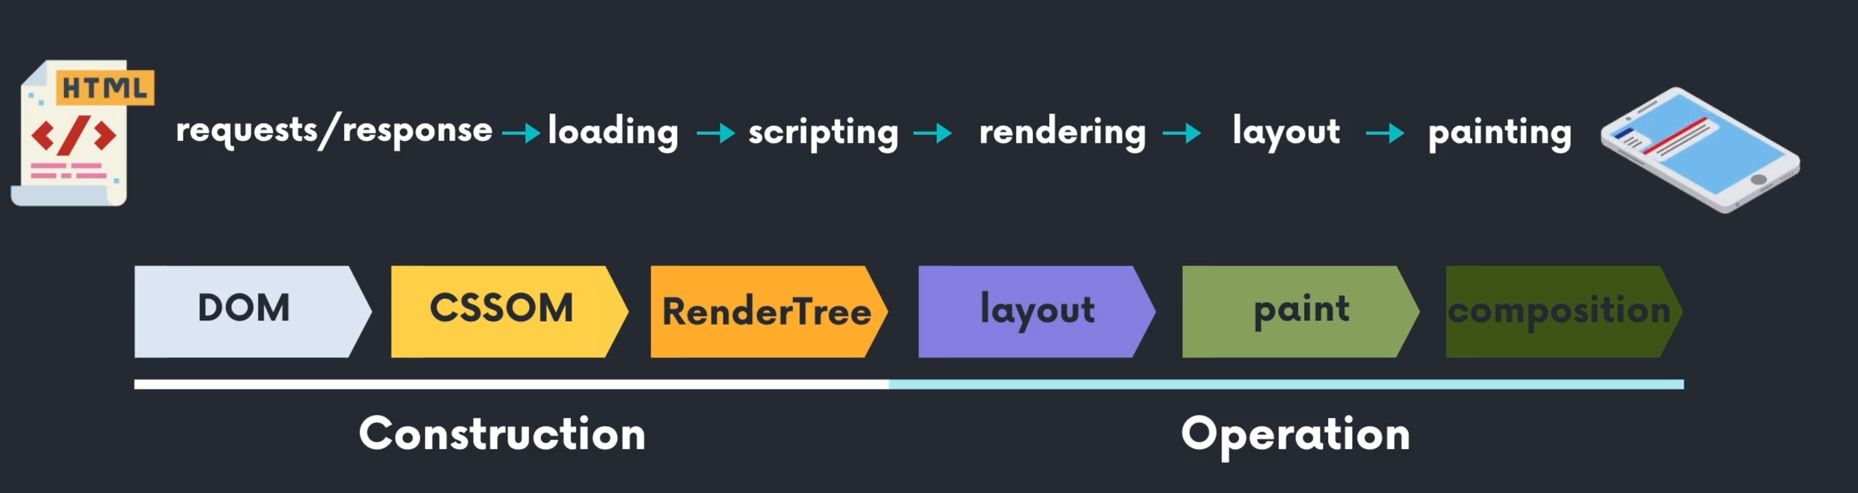 HTML
</>
requests/response → loading → scripting → rendering → layout → painting
DOM CSSOM RenderTree layout paint composition
Construction Operation